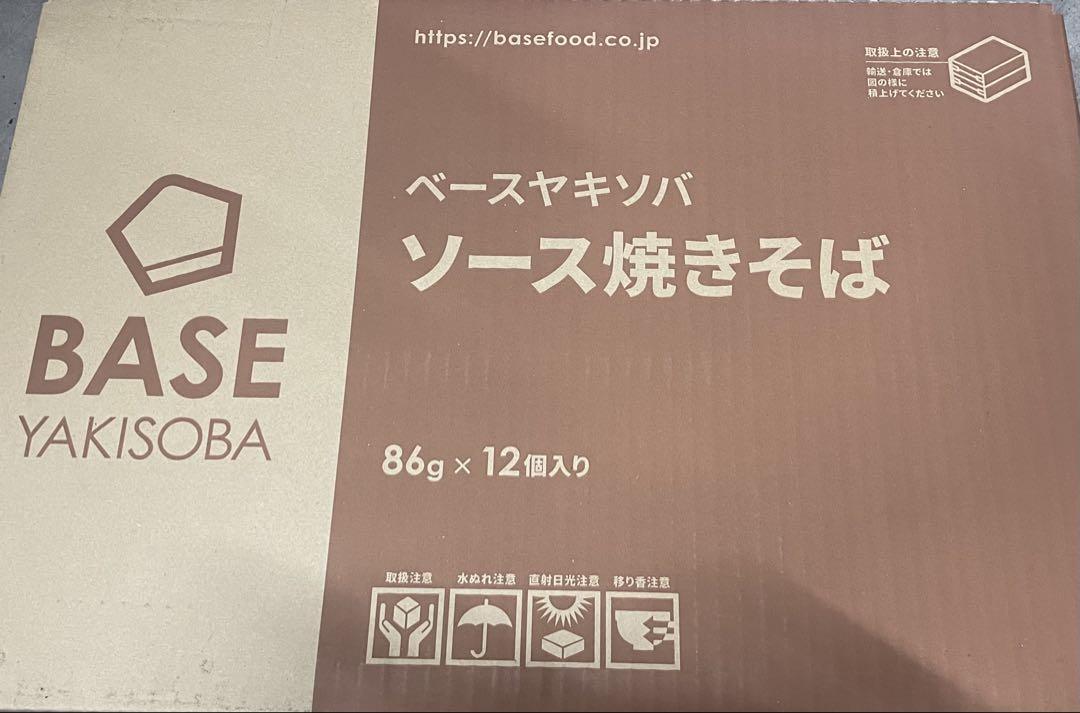 https://basefood.co.jp
取扱上の注意
輸送・倉庫では
図の様に
積上げてください
ベースヤキソバ
ソース焼きそば
BASE
YAKISOBA
86g × 12個入り
取扱注意 水ぬれ注意 直射日光注意 移り香注意